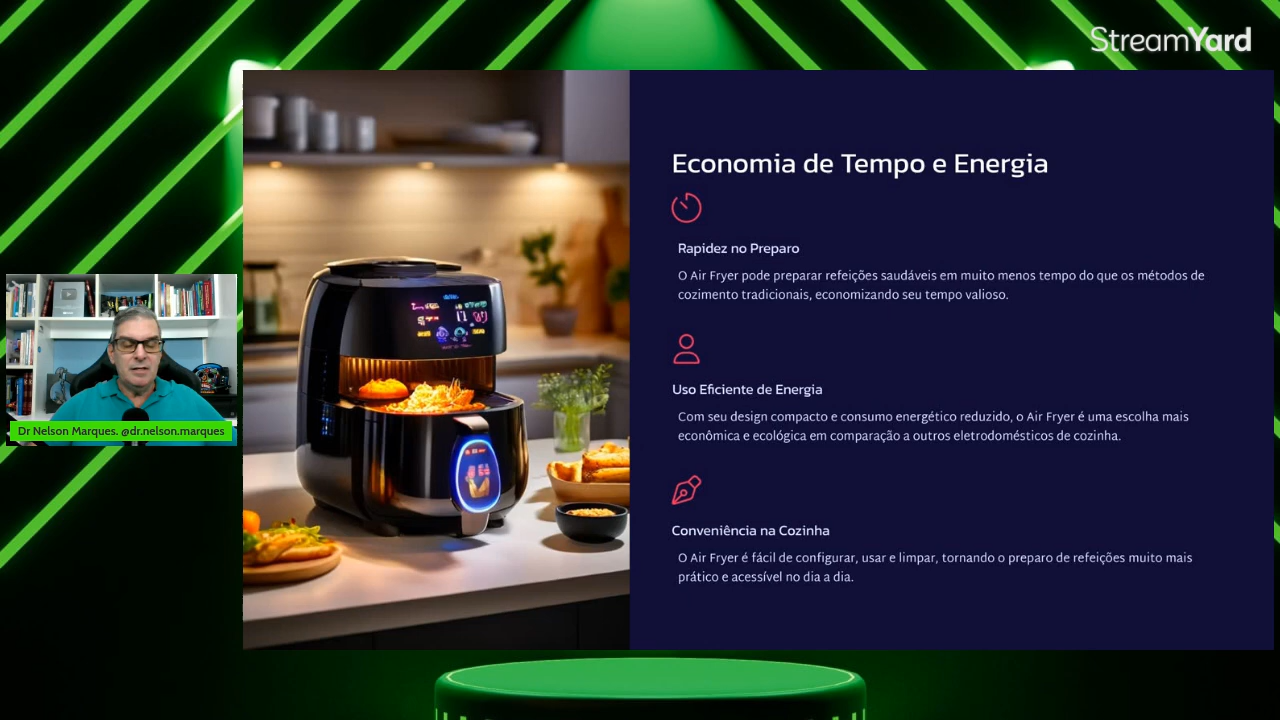 StreamYard
Economia de Tempo e Energia
Rapidez no Preparo
O Air Fryer pode preparar refeições saudáveis em muito menos tempo do que os métodos de
cozimento tradicionais, economizando seu tempo valioso.
Uso Eficiente de Energia
Com seu design compacto e consumo energético reduzido, o Air Fryer é uma escolha mais
econômica e ecológica em comparação a outros eletrodomésticos de cozinha.
Conveniência na Cozinha
O Air Fryer é fácil de configurar, usar e limpar, tornando o preparo de refeições muito mais
prático e acessível no dia a dia.
Dr Nelson Marques. @dr.nelson.marques